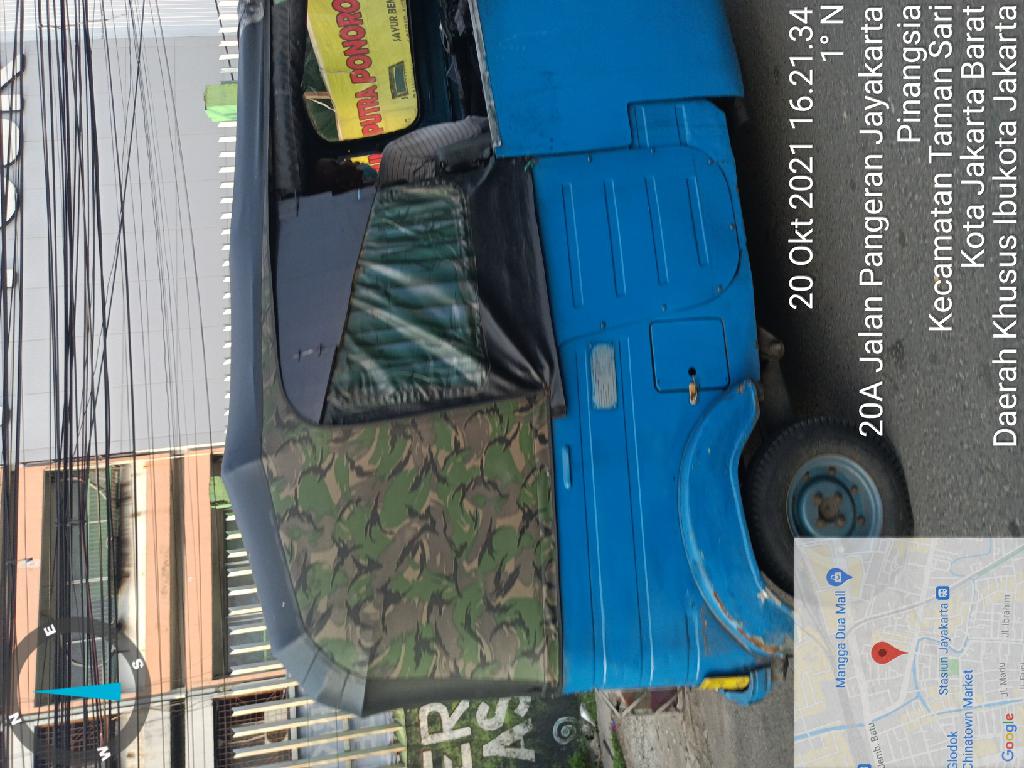 N
E
W
S
PUTRA PONORO
SAYUR BEN
ER
AS
20 Okt 2021 16.21.34
1° N
20A Jalan Pangeran Jayakarta
Pinangsia
Kecamatan Taman Sari
Kota Jakarta Barat
Daerah Khusus Ibukota Jakarta
Mangga Dua Mall
Jemb. Batu
Stasiun Jayakarta
Glodok
Chinatown Market
Jl. Mangu
Jl. Ibrahim
Google